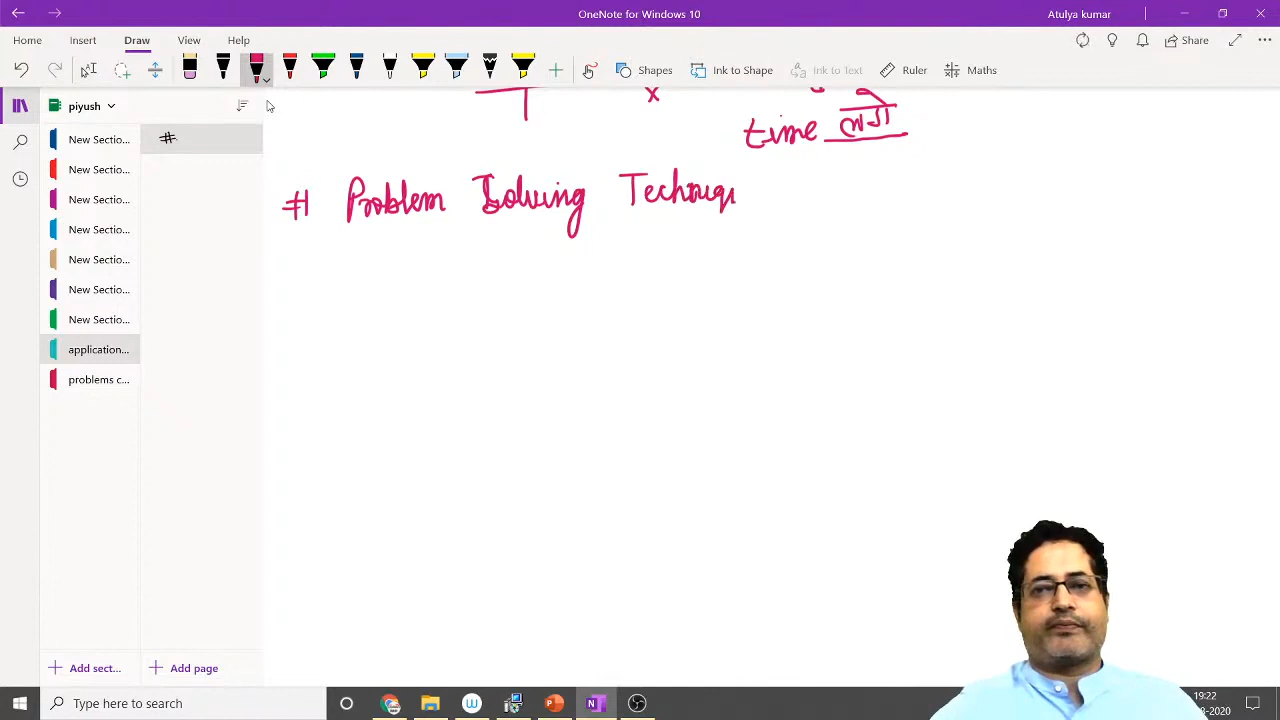 OneNote for Windows 10
Atulya kumar
Home Insert Draw View Help
Share
Shapes Ink to Shape Ink to Text Ruler Maths
piyush
#
New Sectio...
New Sectio...
New Sectio...
New Sectio...
New Sectio...
New Sectio...
New Sectio...
application...
problems c...
x
time
# Problem Solving Techniqu
Add sect... Add page
Type here to search
19:22
8-2020